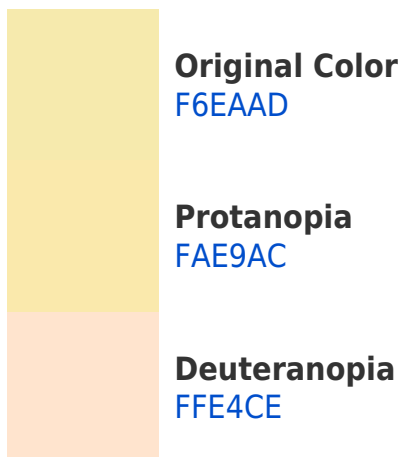 Original Color
F6EAAD
Protanopia
FAE9AC
Deuteranopia
FFE4CE